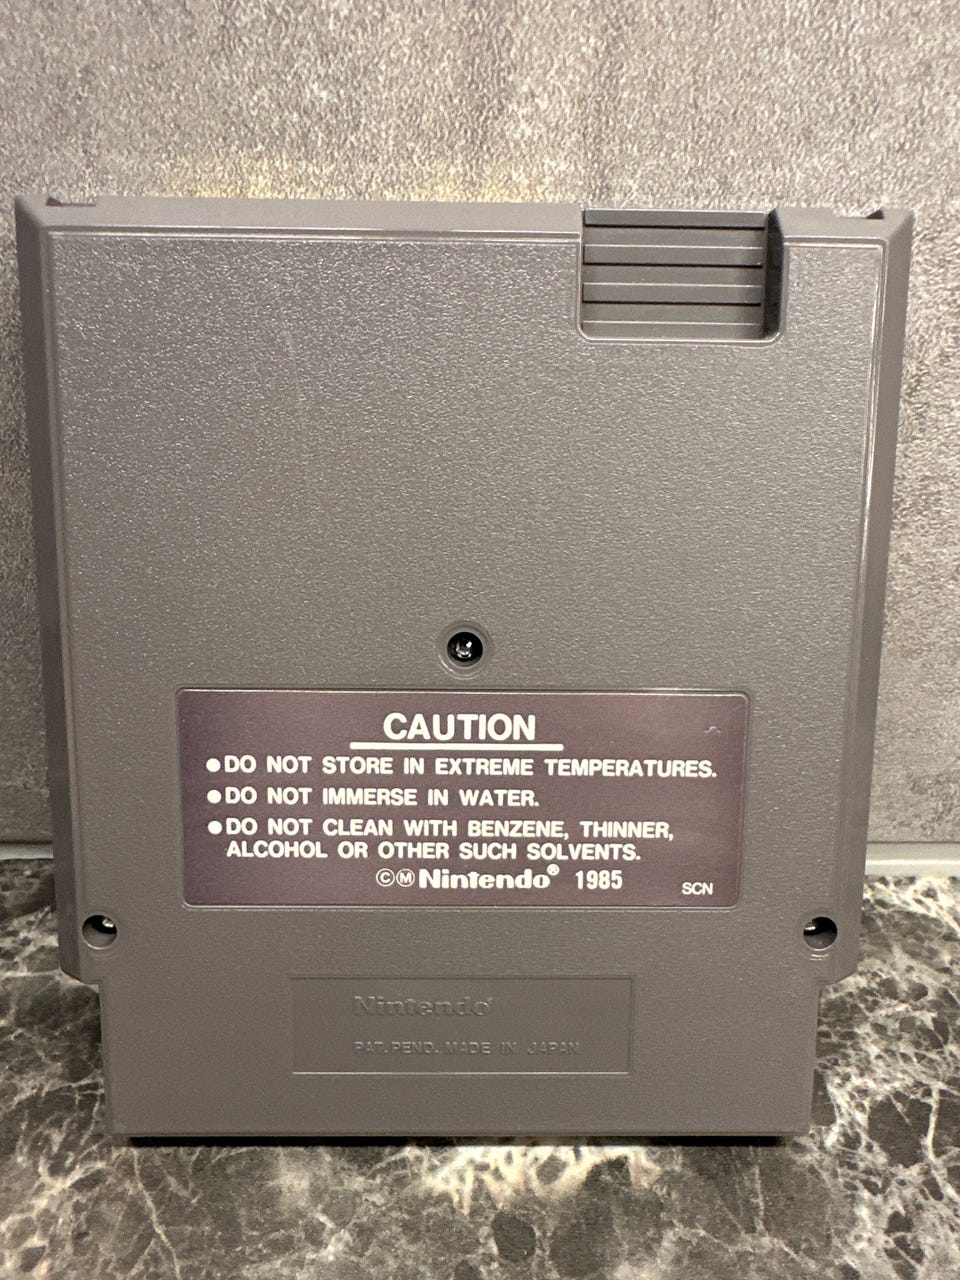 CAUTION
●DO NOT STORE IN EXTREME TEMPERATURES.
●DO NOT IMMERSE IN WATER.
●DO NOT CLEAN WITH BENZENE, THINNER,
ALCOHOL OR OTHER SUCH SOLVENTS.
ⒸⓂNintendo® 1985
SCN
Nintendo®
PAT. PEND. MADE IN JAPAN